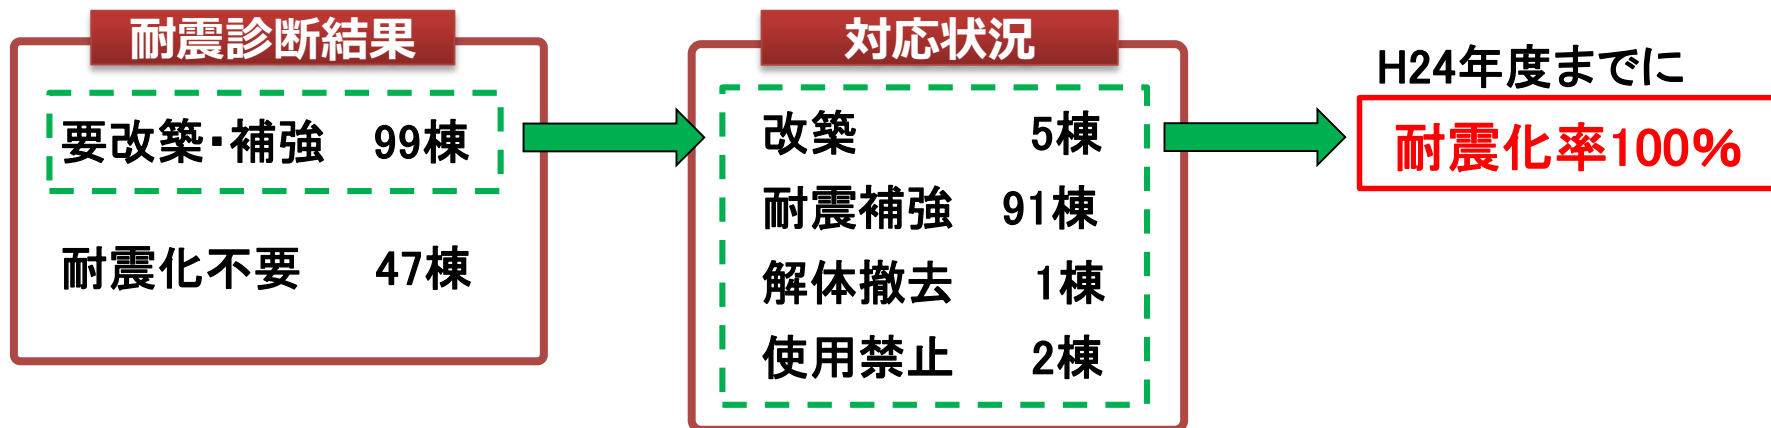 耐震診断結果
要改築・補強 99棟
耐震化不要 47棟
対応状況
改築 5棟
耐震補強 91棟
解体撤去 1棟
使用禁止 2棟
H24年度までに
耐震化率100%